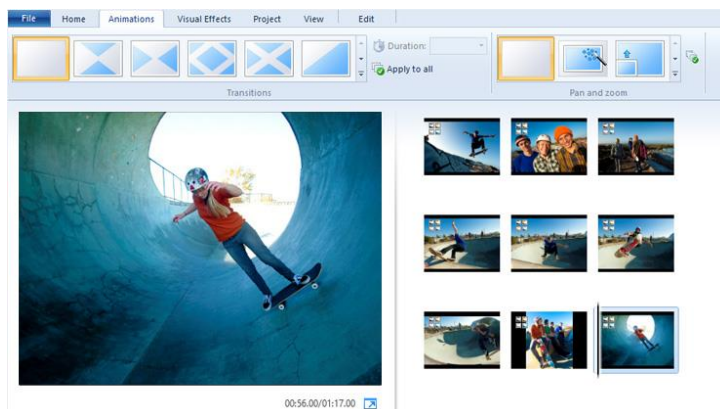 File Home Animations Visual Effects Project View Edit
Duration:
Apply to all
Transitions
Pan and zoom
00:56.00/01:17.00